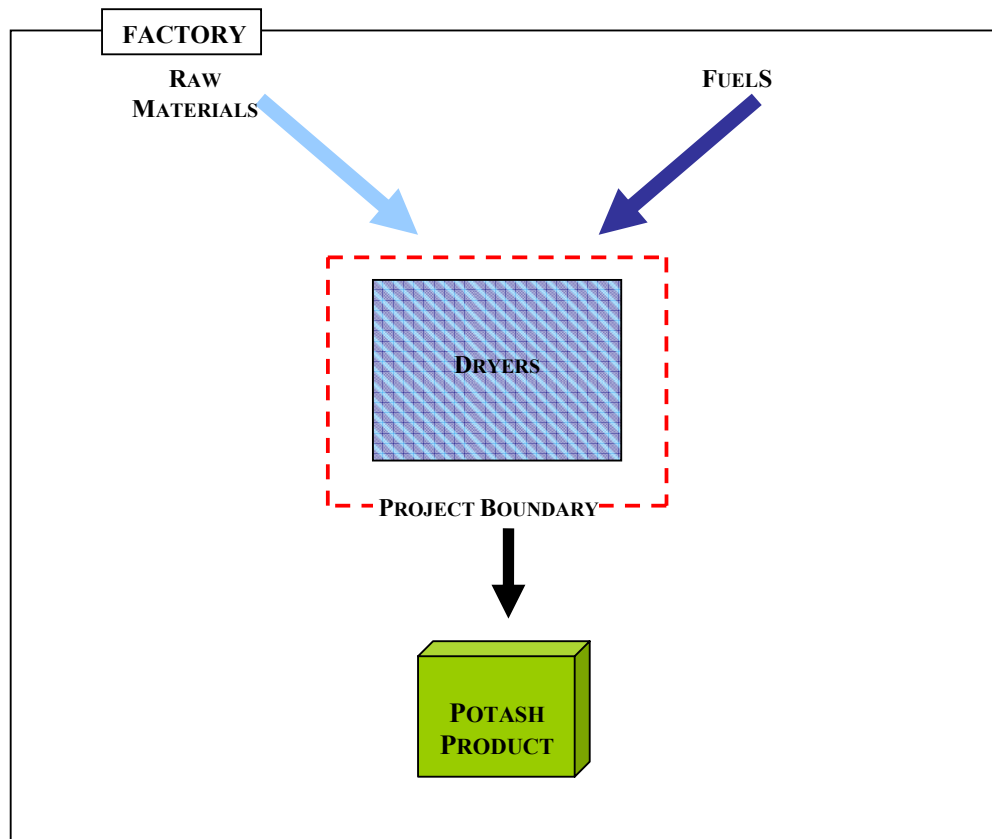 FACTORY
RAW
MATERIALS
FUELS
DRYERS
PROJECT BOUNDARY
POTASH
PRODUCT